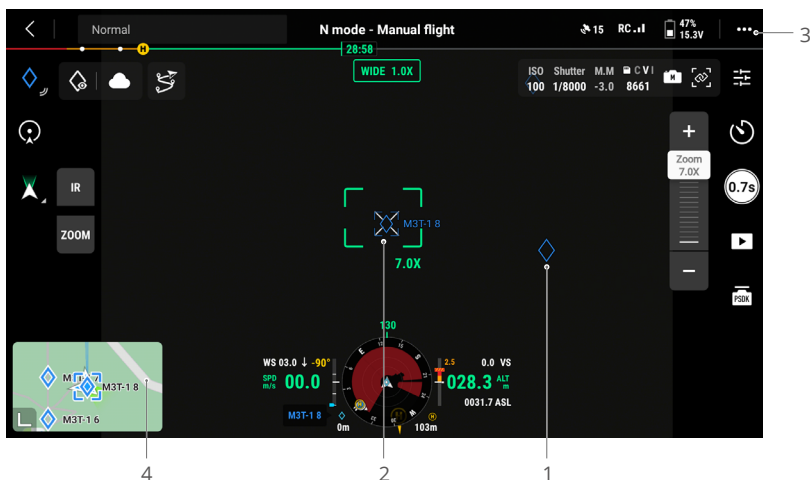 Normal
N mode - Manual flight
15
RC
47%
15.3V
3
H
28:58
WIDE 1.0X
ISO Shutter M.M C V I
100 1/8000 -3.0 8661
M
+
Zoom
7.0X
IR
0.7s
ZOOM
M3T-1 8
7.0X
−
PSDK
130
E
S
W
WS 03.0 ↓ -90°
2.5
0.0 VS
SPD
m/s
00.0
028.3 ALT
m
0031.7 ASL
M3T-1 8
0m
H
103m
M3T-1 8
M3T-1 6
4
2
1